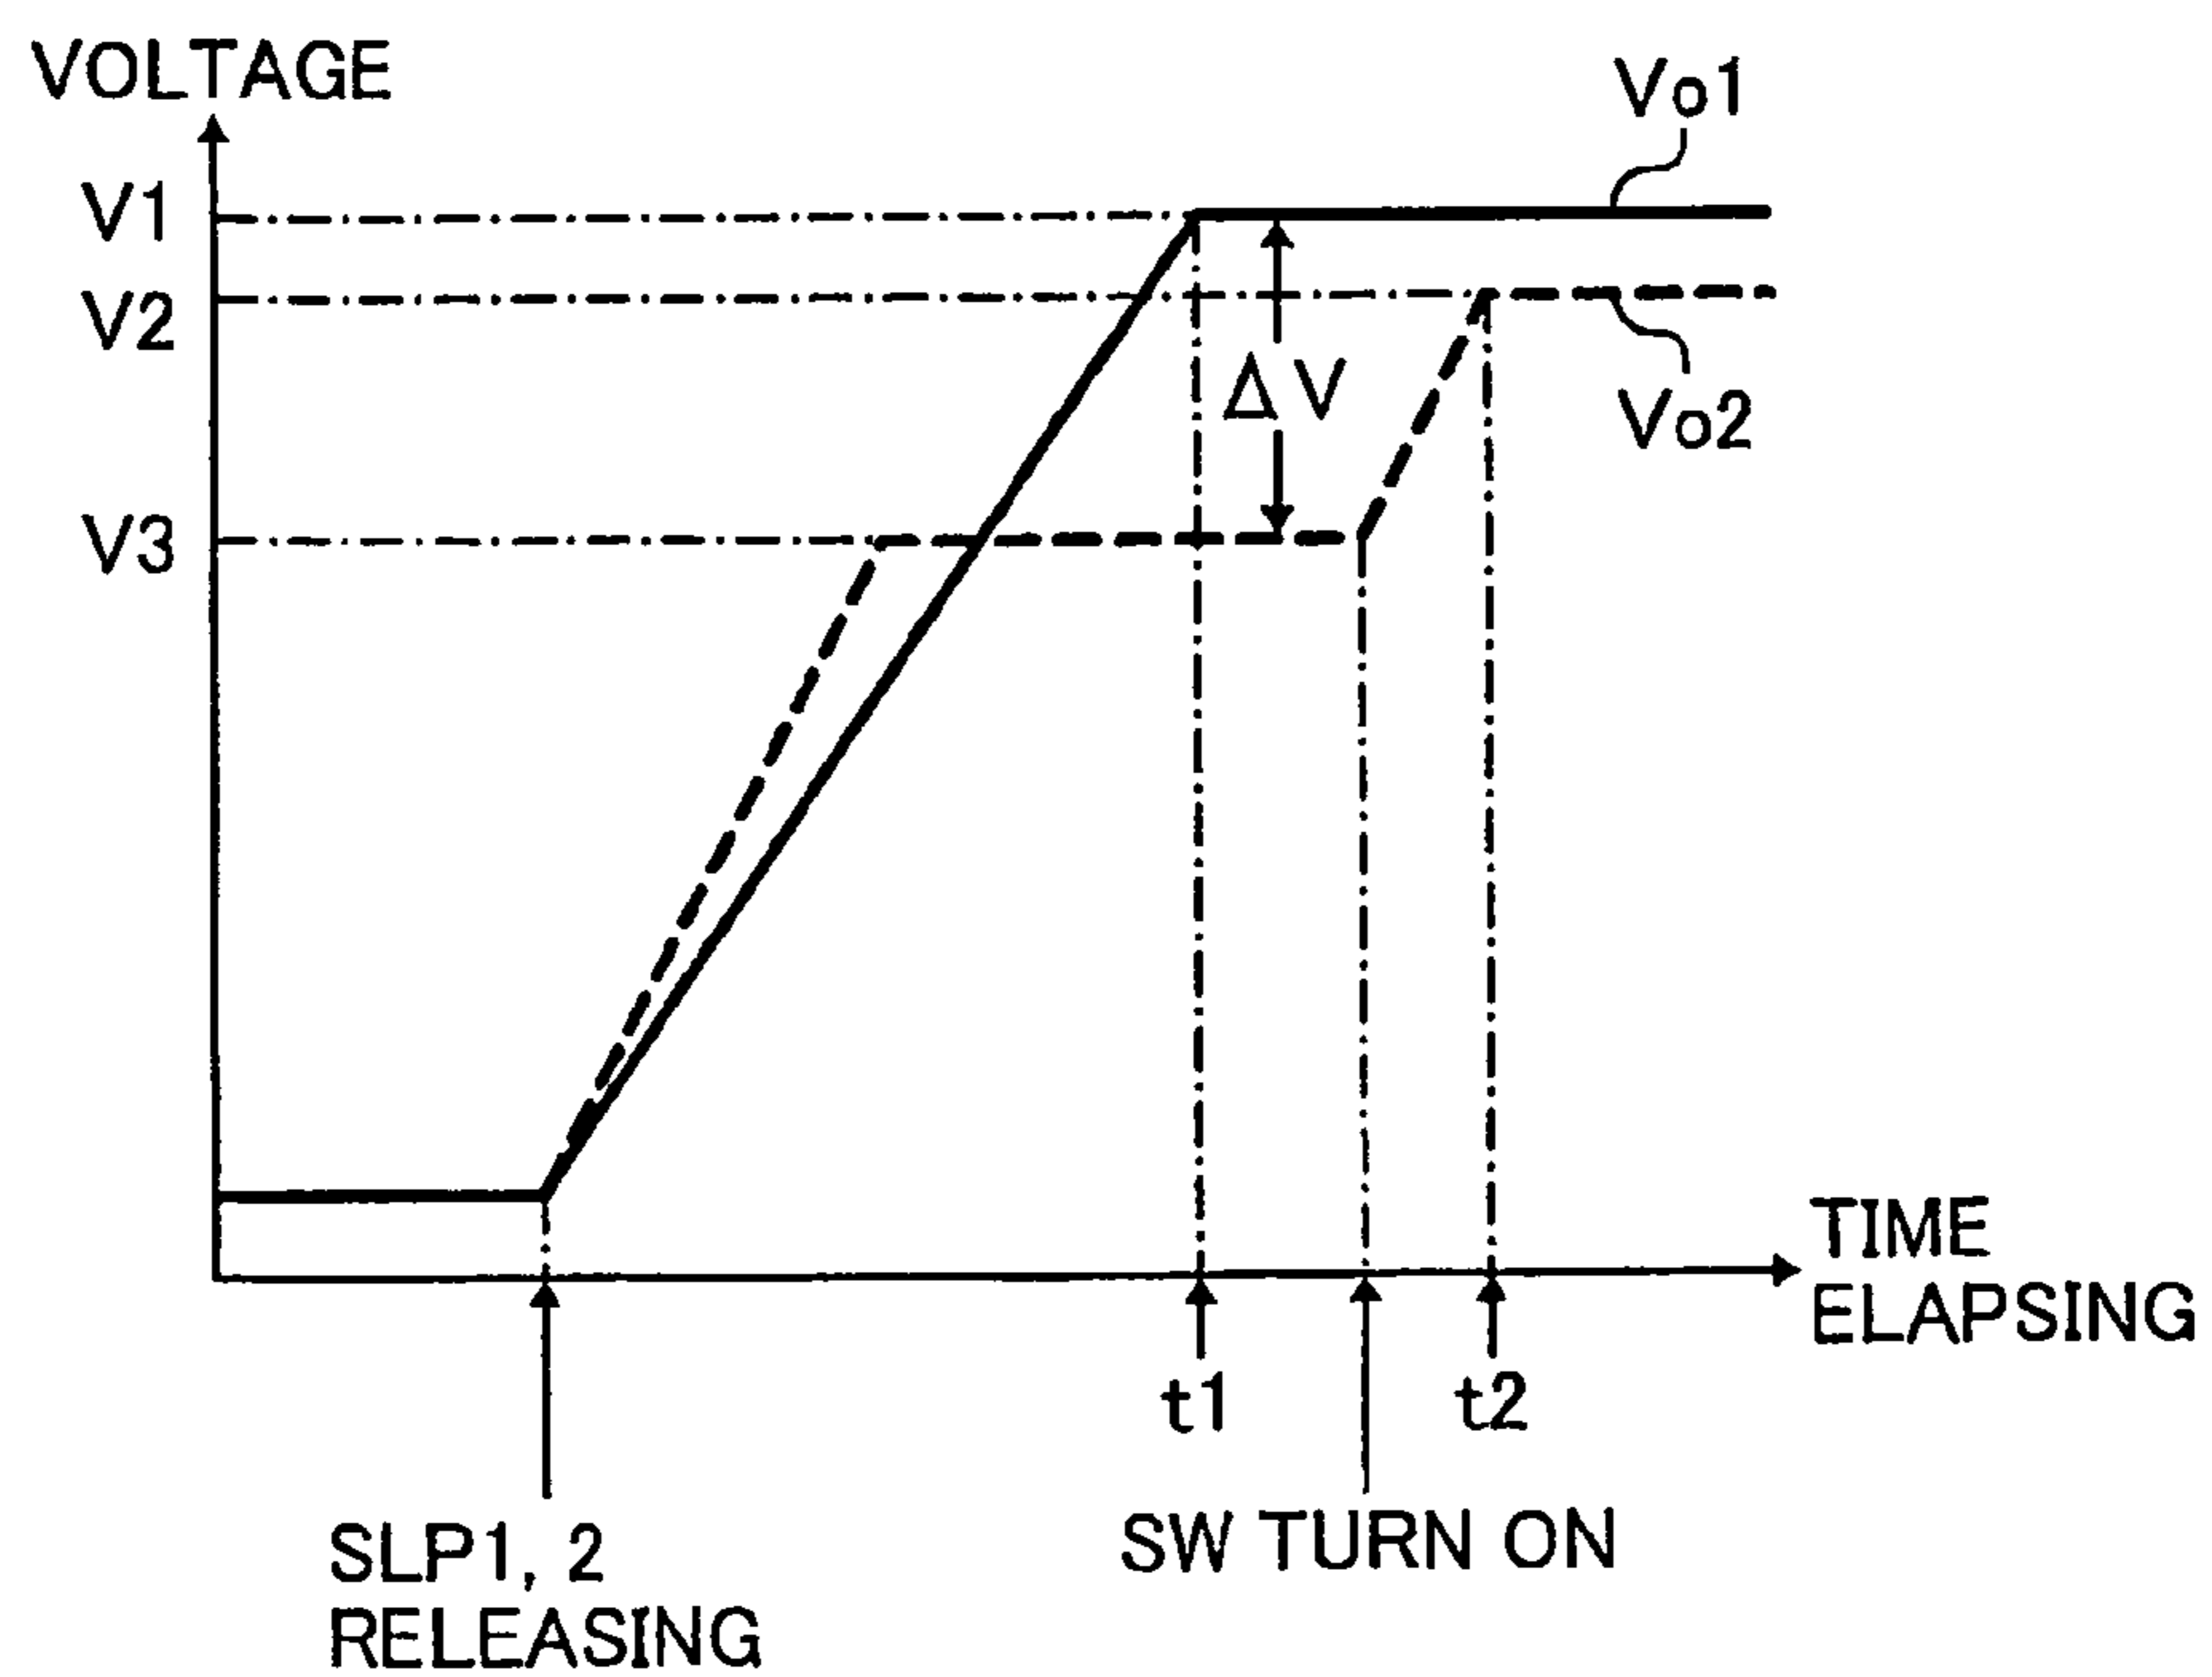 VOLTAGE
Vo1
V1
V2
ΔV
Vo2
V3
TIME
ELAPSING
t1
t2
SLP1, 2
RELEASING
SW TURN ON